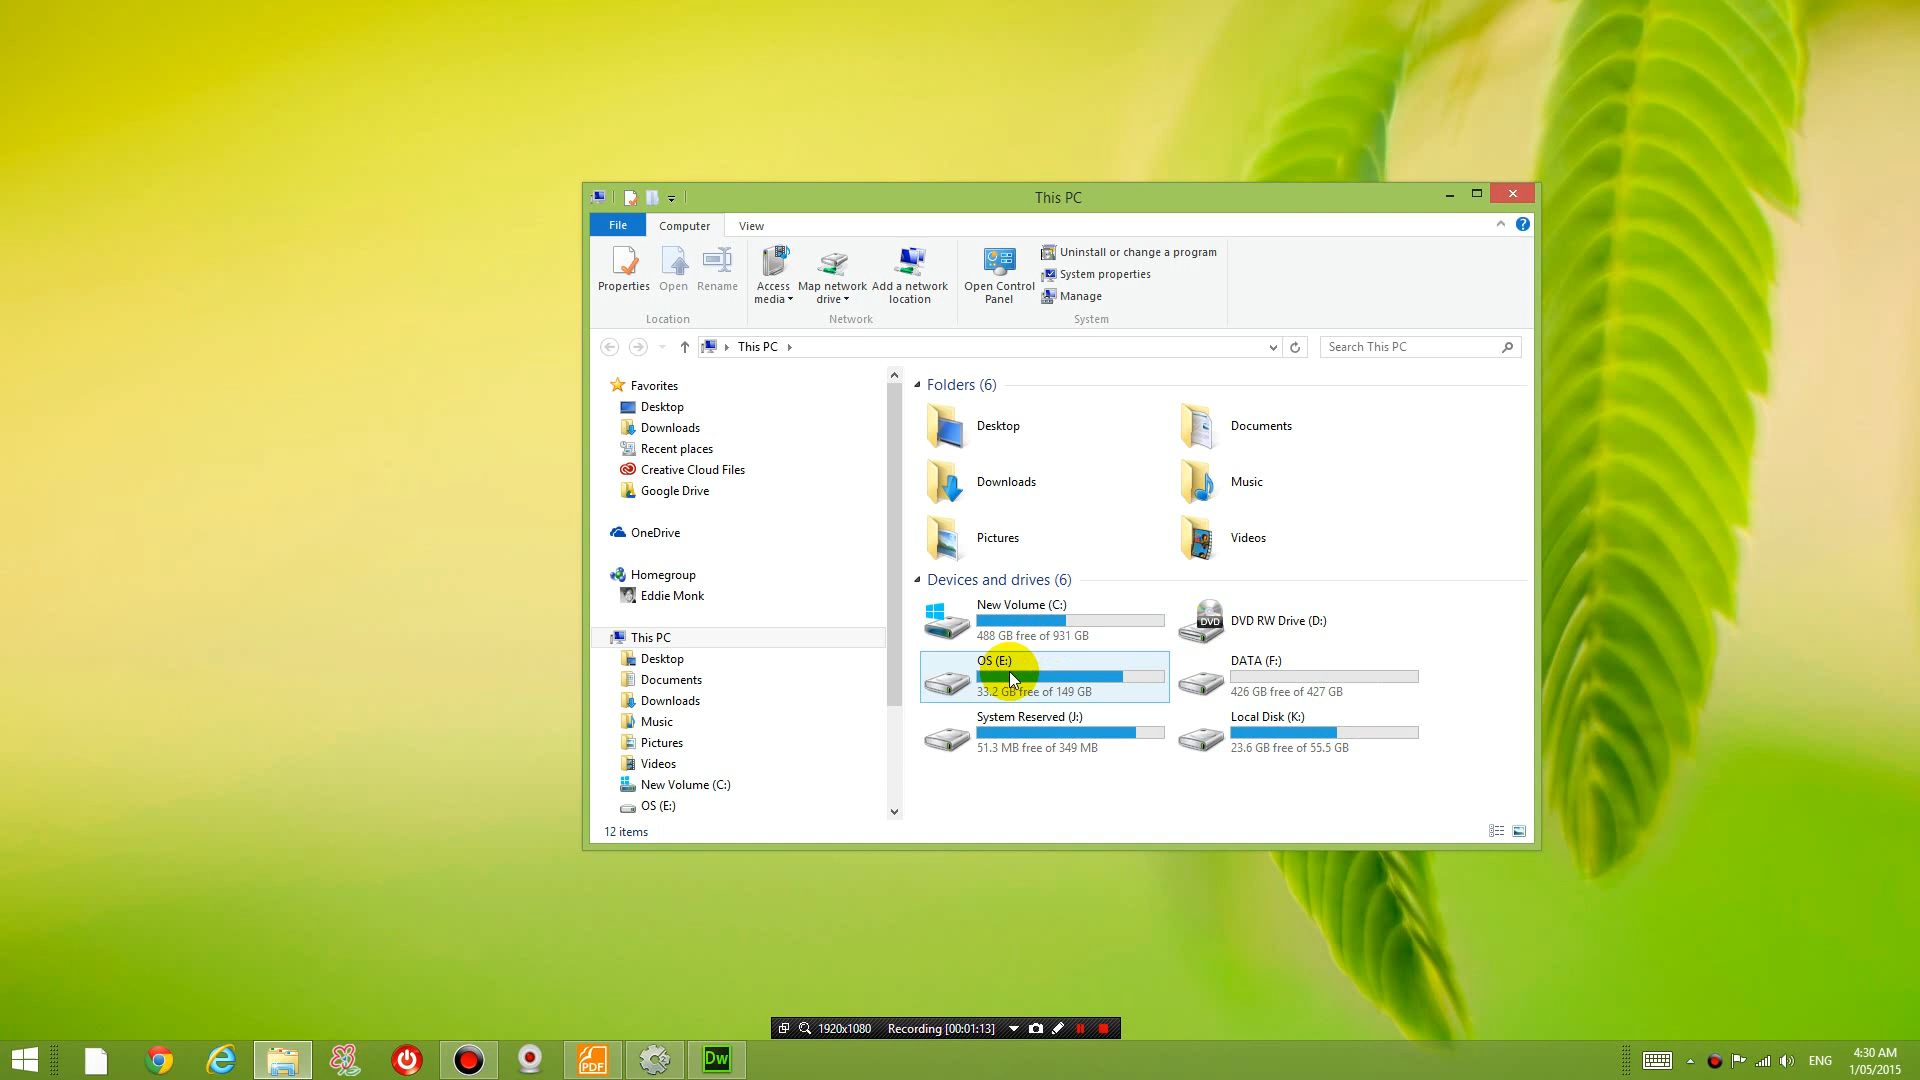 This PC
File
Computer
View
Properties
Open
Rename
Access media
Map network drive
Add a network location
Open Control Panel
Uninstall or change a program
System properties
Manage
Location
Network
System
This PC
Search This PC
Favorites
Desktop
Downloads
Recent places
Creative Cloud Files
Google Drive
OneDrive
Homegroup
Eddie Monk
This PC
Desktop
Documents
Downloads
Music
Pictures
Videos
New Volume (C:)
OS (E:)
Folders (6)
Desktop
Documents
Downloads
Music
Pictures
Videos
Devices and drives (6)
New Volume (C:)
488 GB free of 931 GB
DVD
DVD RW Drive (D:)
OS (E:)
33.2 GB free of 149 GB
DATA (F:)
426 GB free of 427 GB
System Reserved (J:)
51.3 MB free of 349 MB
Local Disk (K:)
23.6 GB free of 55.5 GB
12 items
1920x1080 Recording [00:01:13]
PDF
Dw
ENG
4:30 AM
1/05/2015